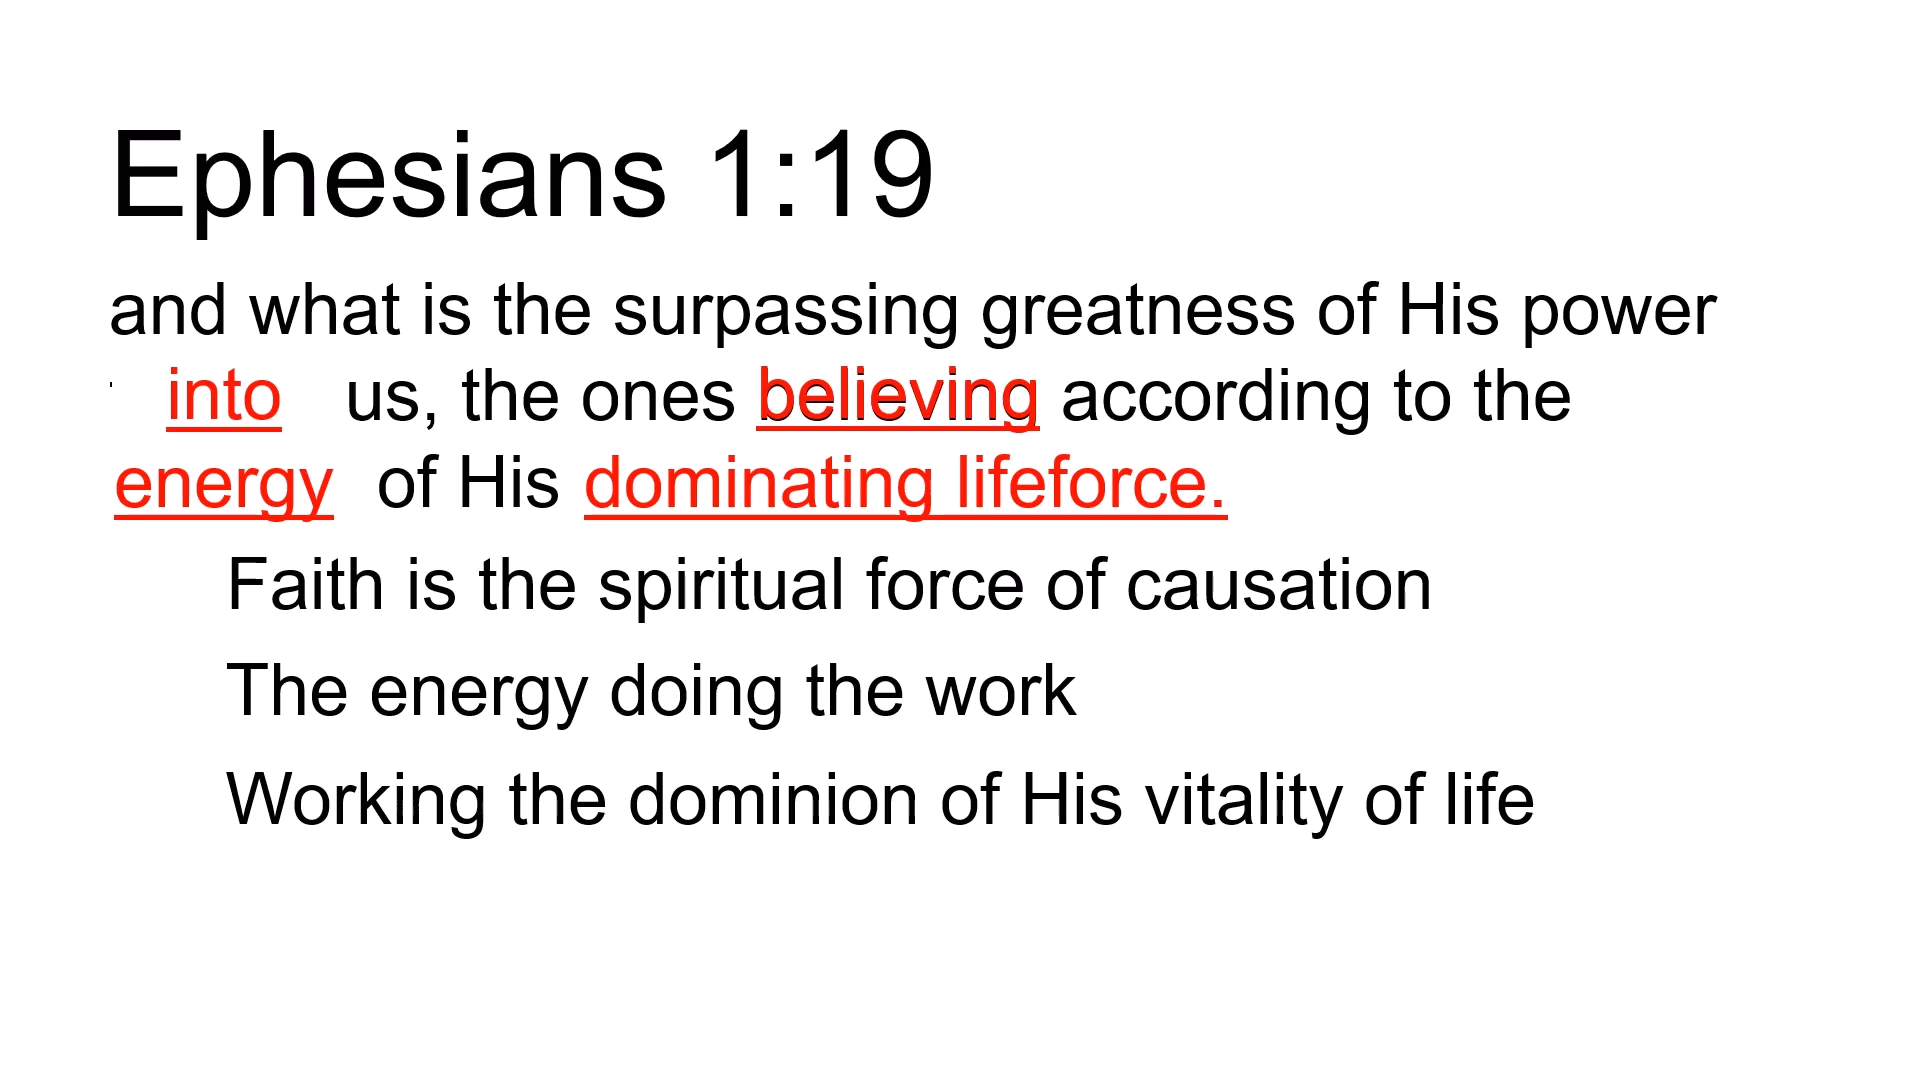 Ephesians 1:19
and what is the surpassing greatness of His power
into us, the ones believing according to the
energy of His dominating lifeforce.
Faith is the spiritual force of causation
The energy doing the work
Working the dominion of His vitality of life